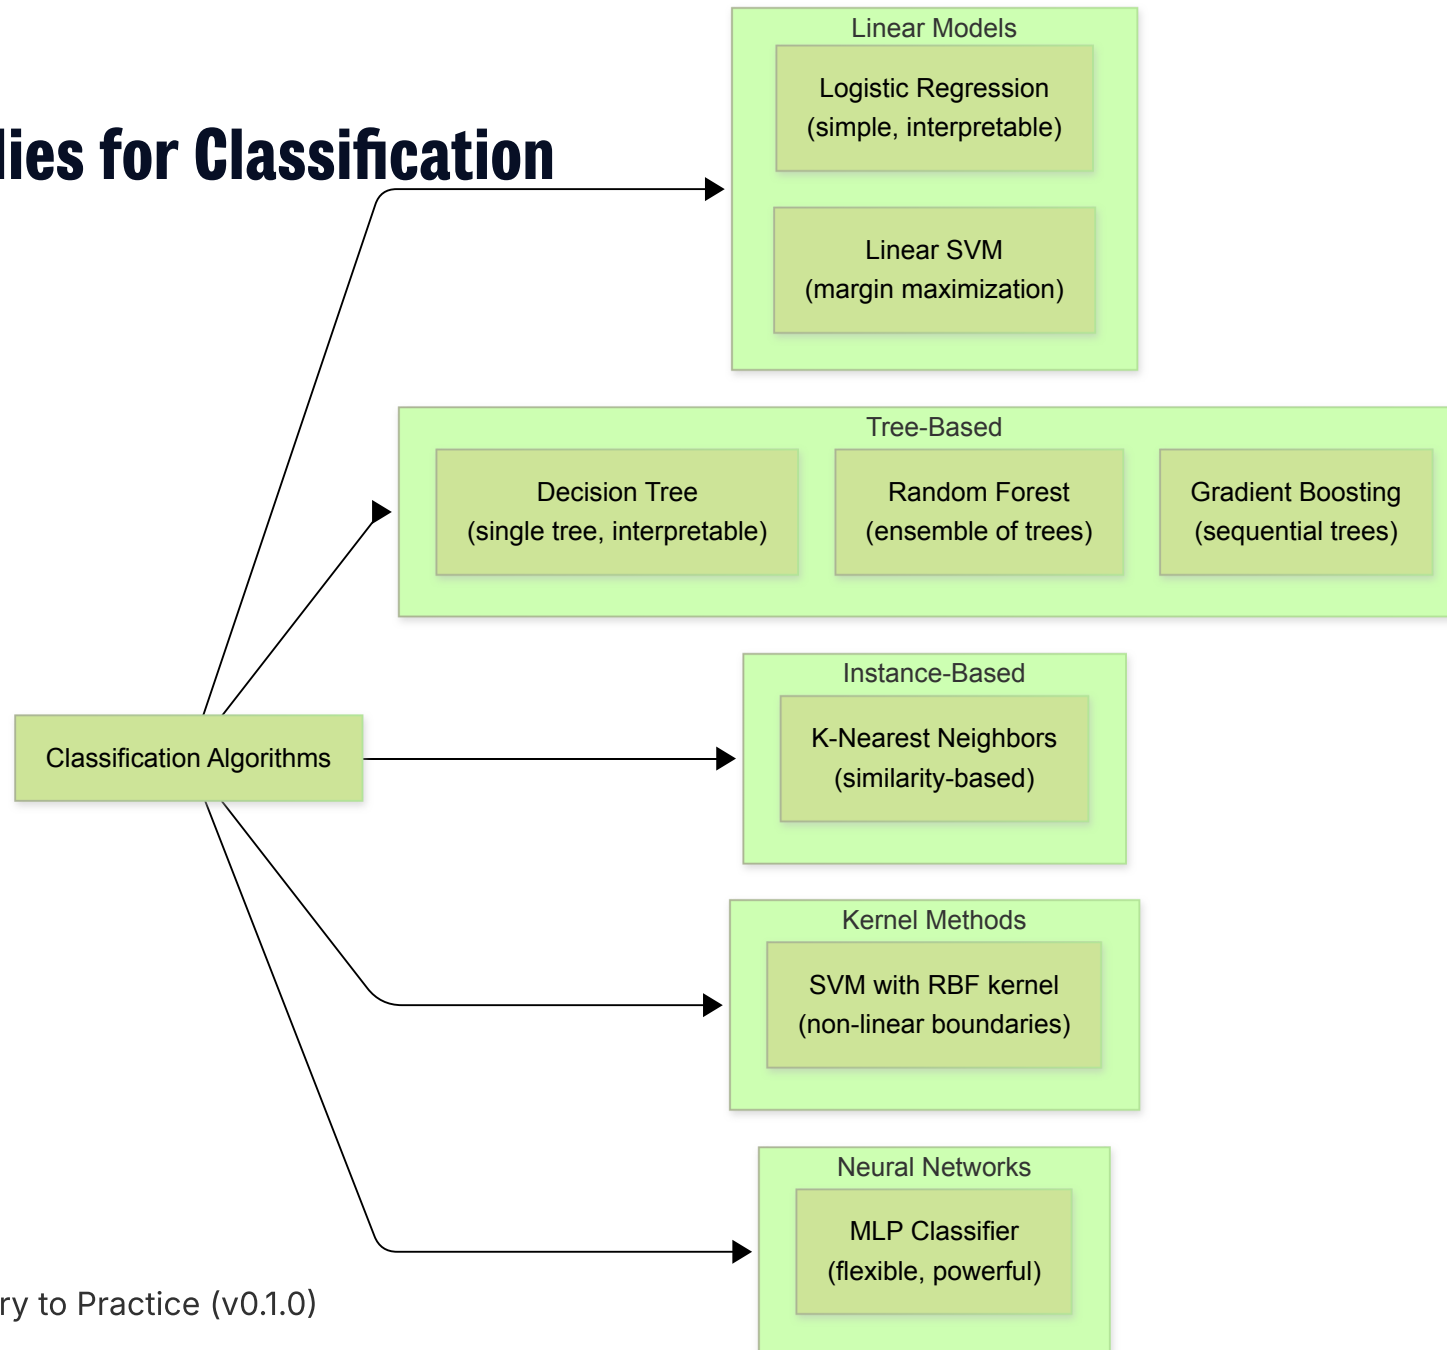 lies for Classification
Linear Models
Logistic Regression
(simple, interpretable)
Linear SVM
(margin maximization)
Tree-Based
Decision Tree
(single tree, interpretable)
Random Forest
(ensemble of trees)
Gradient Boosting
(sequential trees)
Classification Algorithms
Instance-Based
K-Nearest Neighbors
(similarity-based)
Kernel Methods
SVM with RBF kernel
(non-linear boundaries)
Neural Networks
MLP Classifier
(flexible, powerful)
ry to Practice (v0.1.0)